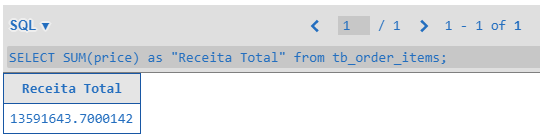 SQL ▼ < 1 / 1 > 1 - 1 of 1
SELECT SUM(price) as "Receita Total" from tb_order_items;
Receita Total
13591643.7000142